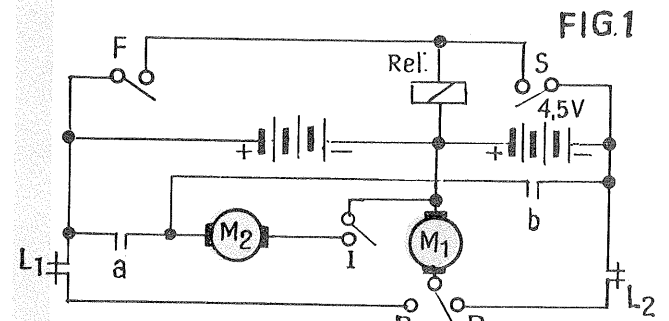 FIG.1
F
Rel.
S
4,5V
+
−
+
−
b
M2
I
M1
L1
a
L2